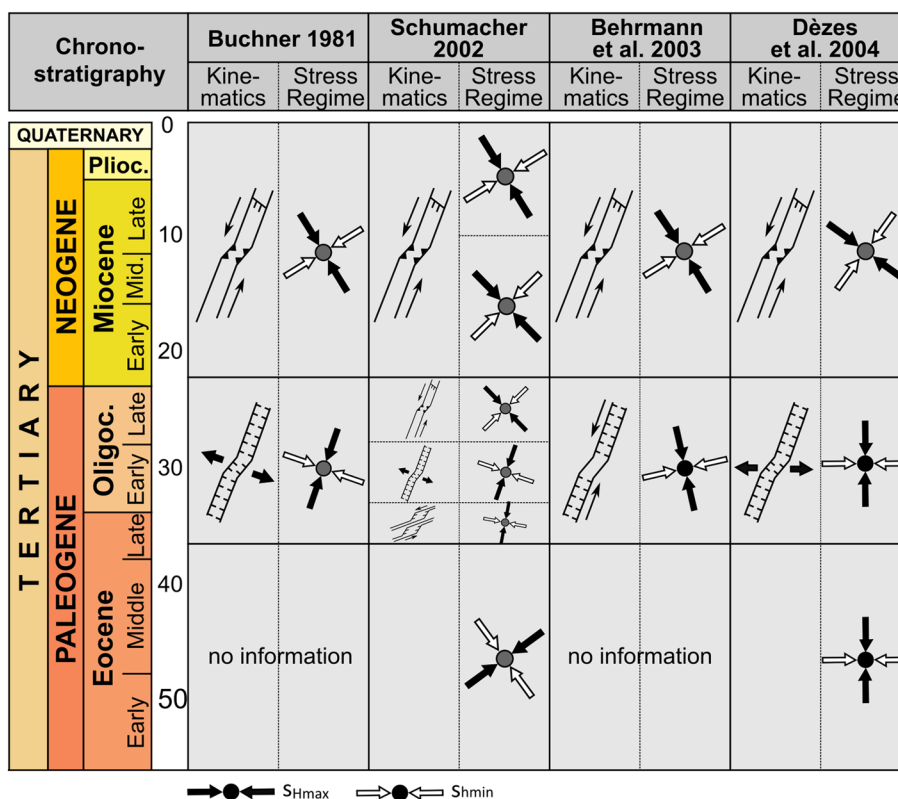 Chrono-
stratigraphy
Buchner 1981
Schumacher
2002
Behrmann
et al. 2003
Dèzes
et al. 2004
Kine-
matics
Stress
Regime
Kine-
matics
Stress
Regime
Kine-
matics
Stress
Regime
Kine-
matics
Stress
Regime
QUATERNARY
TERTIARY
NEOGENE
PALEOGENE
Plioc.
Miocene
Late
Mid.
Early
Oligoc.
Late
Early
Eocene
Late
Middle
Early
0
10
20
30
40
50
no information
no information
SHmax
Shmin